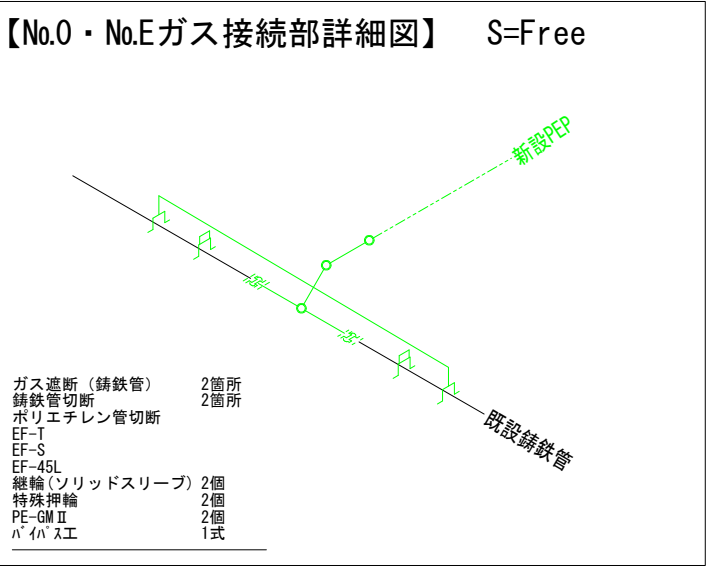 【No.0・No.Eガス接続部詳細図】 S=Free
新設PEP
既設鋳鉄管
ガス遮断（鋳鉄管） 2箇所
鋳鉄管切断 2箇所
ポリエチレン管切断
EF-T
EF-S
EF-45L
継輪(ソリッドスリーブ) 2個
特殊押輪 2個
PE-GMⅡ 2個
ﾊﾞｲﾊﾟｽ工 1式